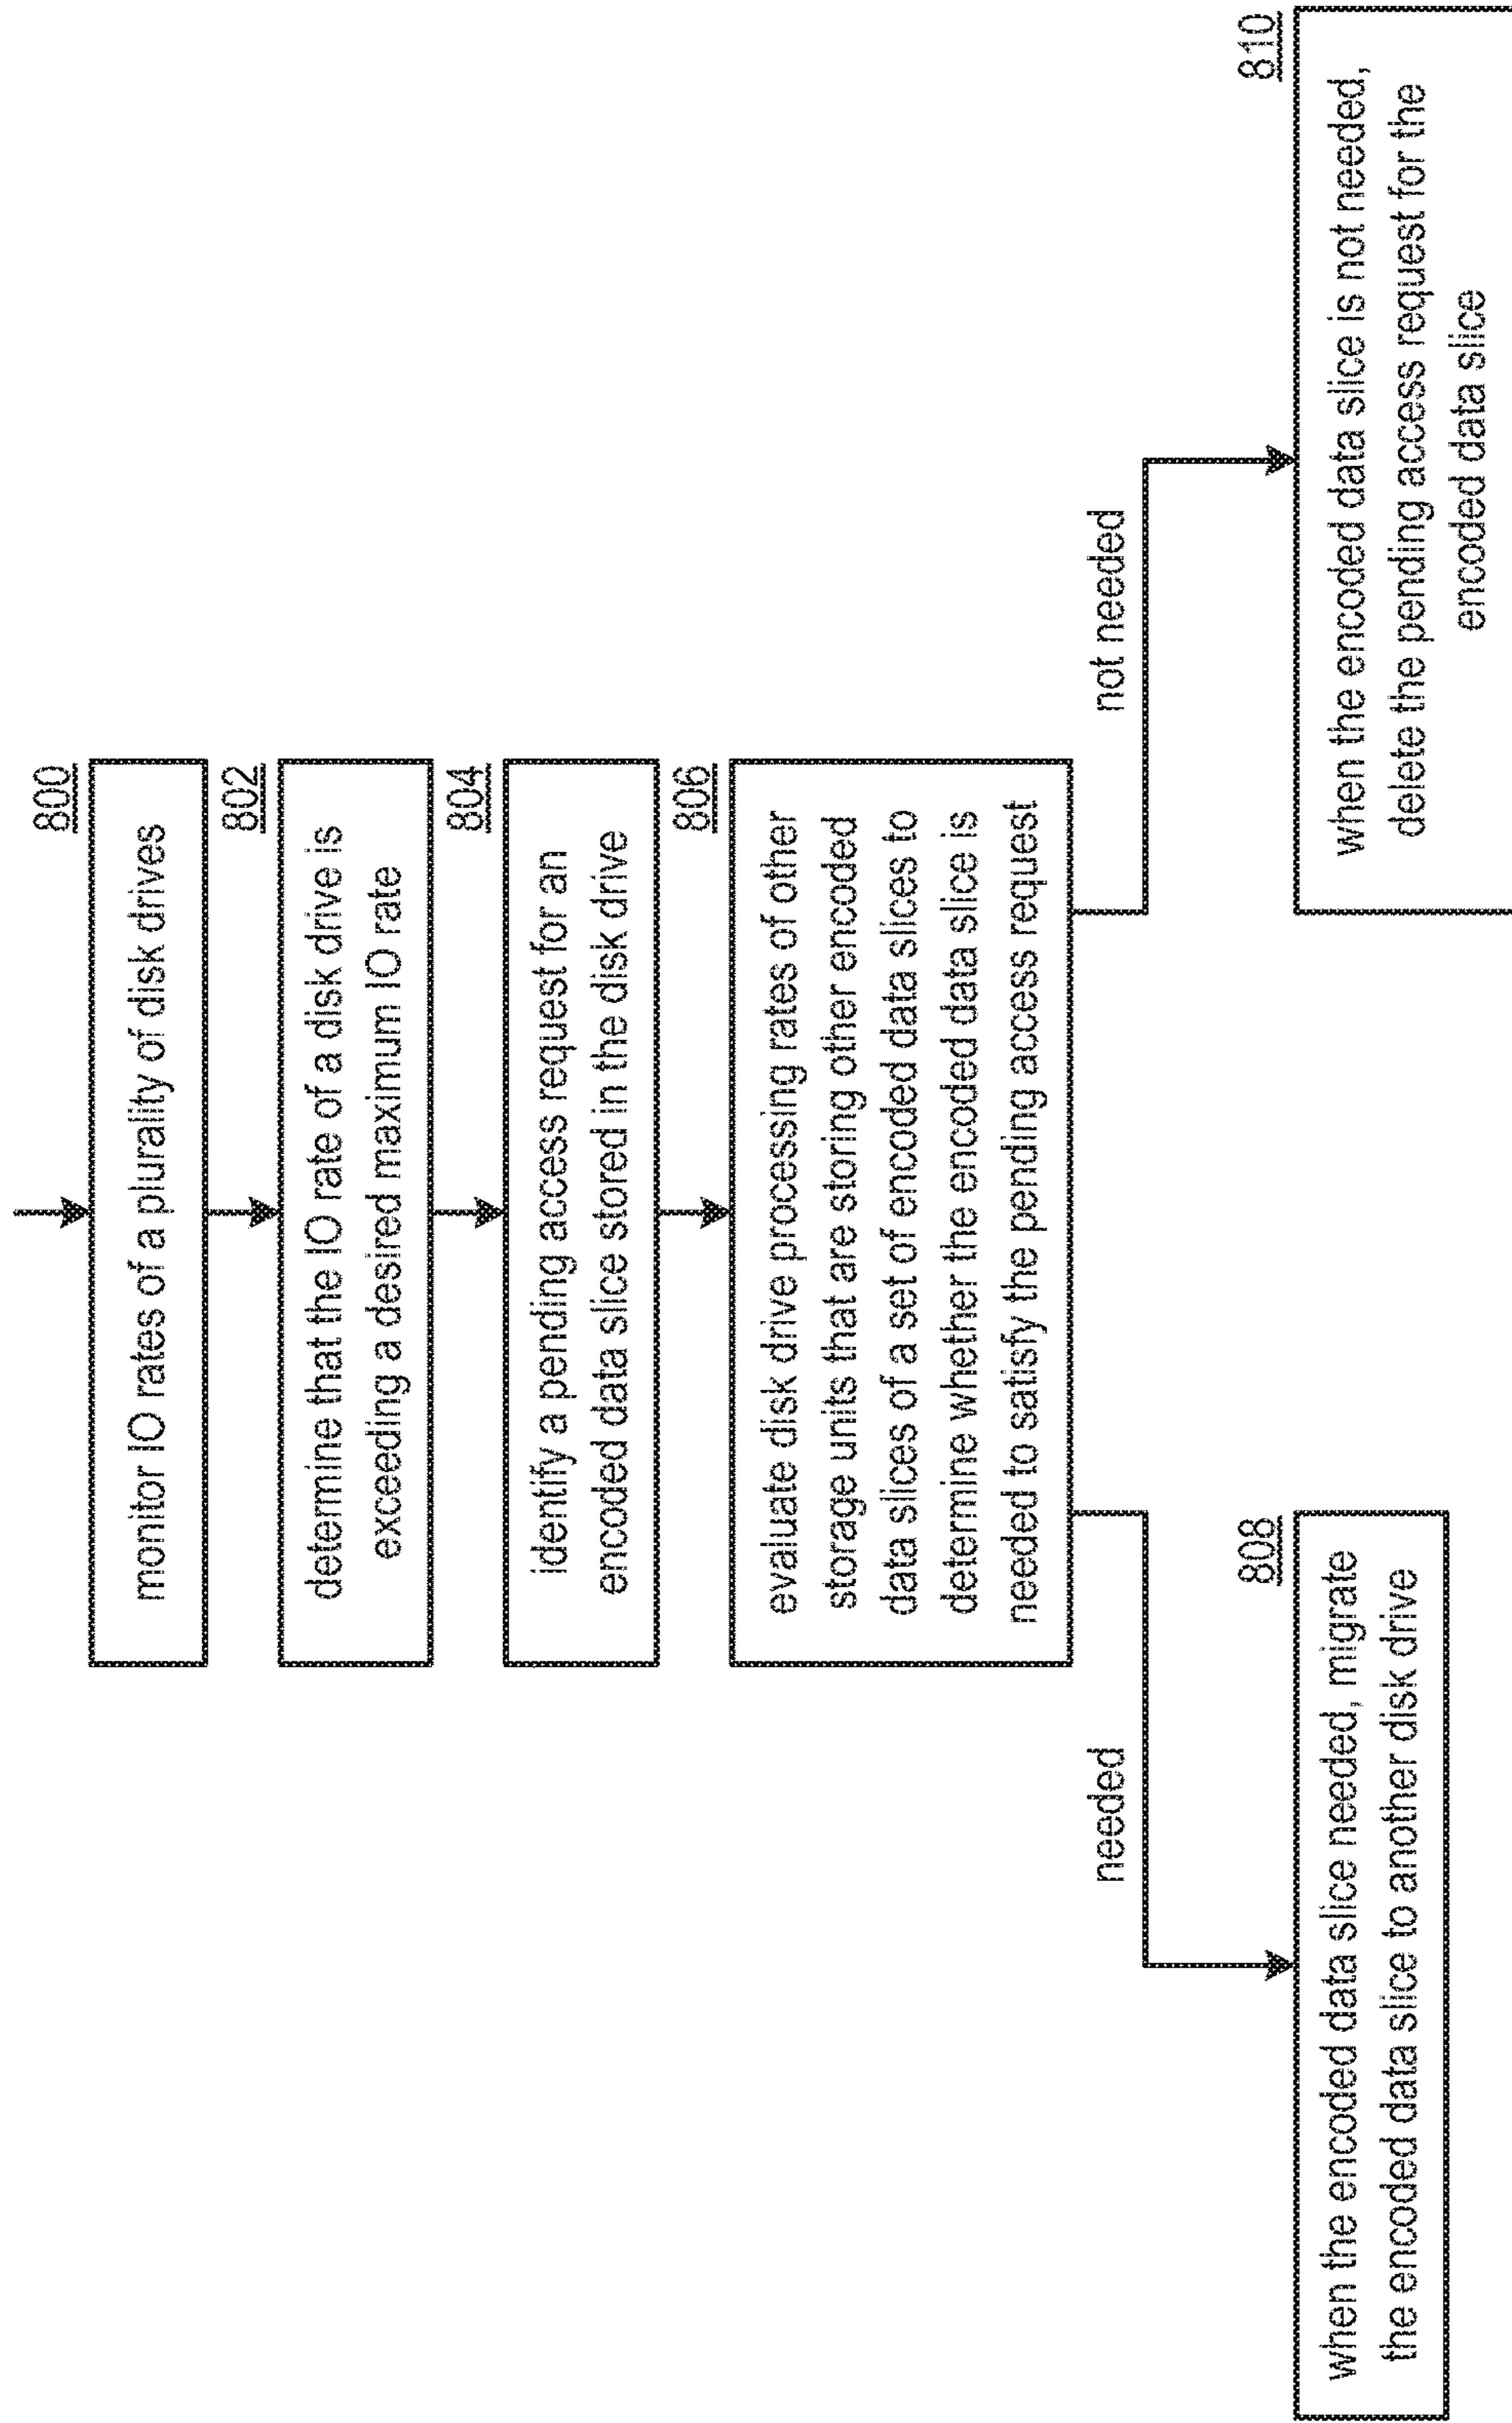 800
monitor IO rates of a plurality of disk drives
802
determine that the IO rate of a disk drive is
exceeding a desired maximum IO rate
804
identify a pending access request for an
encoded data slice stored in the disk drive
806
evaluate disk drive processing rates of other
storage units that are storing other encoded
data slices of a set of encoded data slices to
determine whether the encoded data slice is
needed to satisfy the pending access request
needed
not needed
808
when the encoded data slice needed, migrate
the encoded data slice to another disk drive
810
when the encoded data slice is not needed,
delete the pending access request for the
encoded data slice